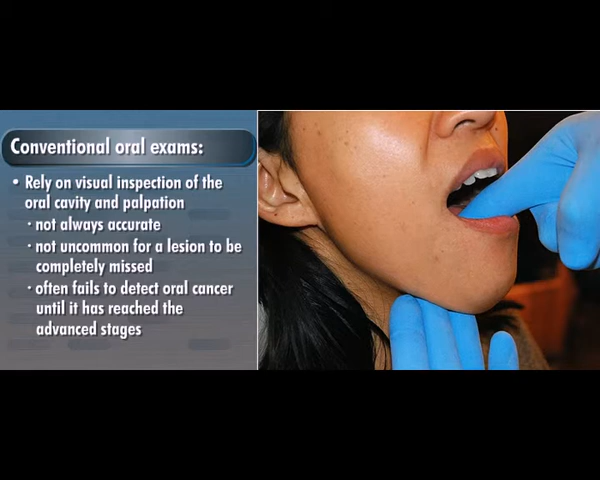 Conventional oral exams:
• Rely on visual inspection of the
oral cavity and palpation
· not always accurate
· not uncommon for a lesion to be
completely missed
· often fails to detect oral cancer
until it has reached the
advanced stages